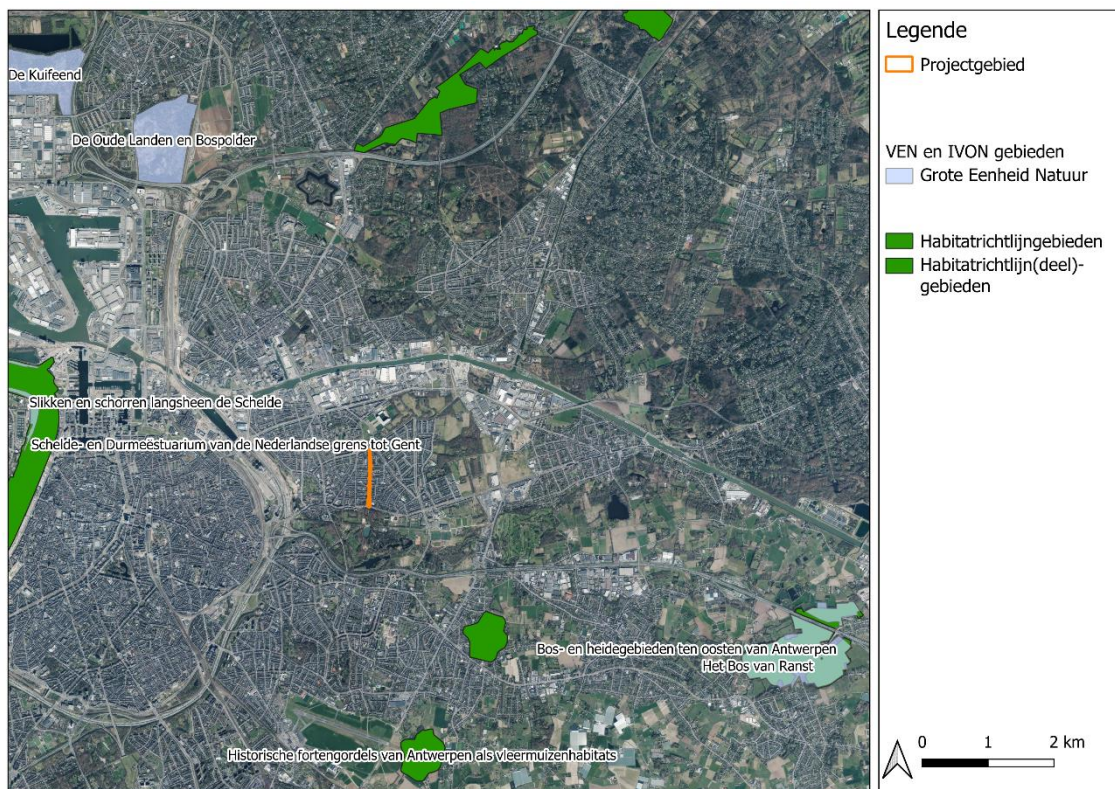 De Kuifeend
De Oude Landen en Bospolder
Slikken en schorren langsheen de Schelde
Schelde- en Durmeëstuarium van de Nederlandse grens tot Gent
Bos- en heidegebieden ten oosten van Antwerpen
Het Bos van Ranst
Historische fortengordels van Antwerpen als vleermuizenhabitats
Legende
Projectgebied
VEN en IVON gebieden
Grote Eenheid Natuur
Habitatrichtlijngebieden
Habitatrichtlijn(deel)-
gebieden
0 1 2 km